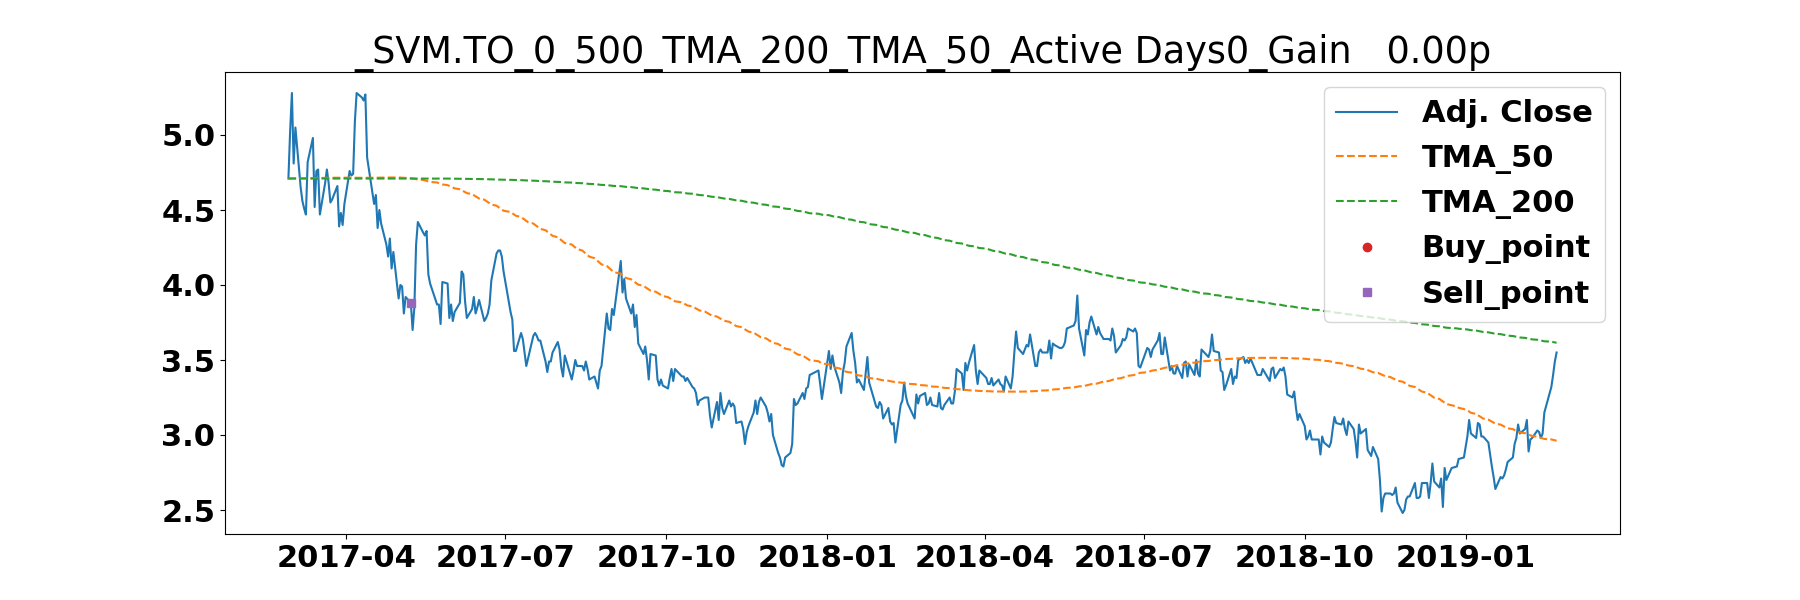 _SVM.TO_0_500_TMA_200_TMA_50_Active Days0_Gain   0.00p
Adj. Close
TMA_50
TMA_200
Buy_point
Sell_point
5.0
4.5
4.0
3.5
3.0
2.5
2017-04 2017-07 2017-10 2018-01 2018-04 2018-07 2018-10 2019-01